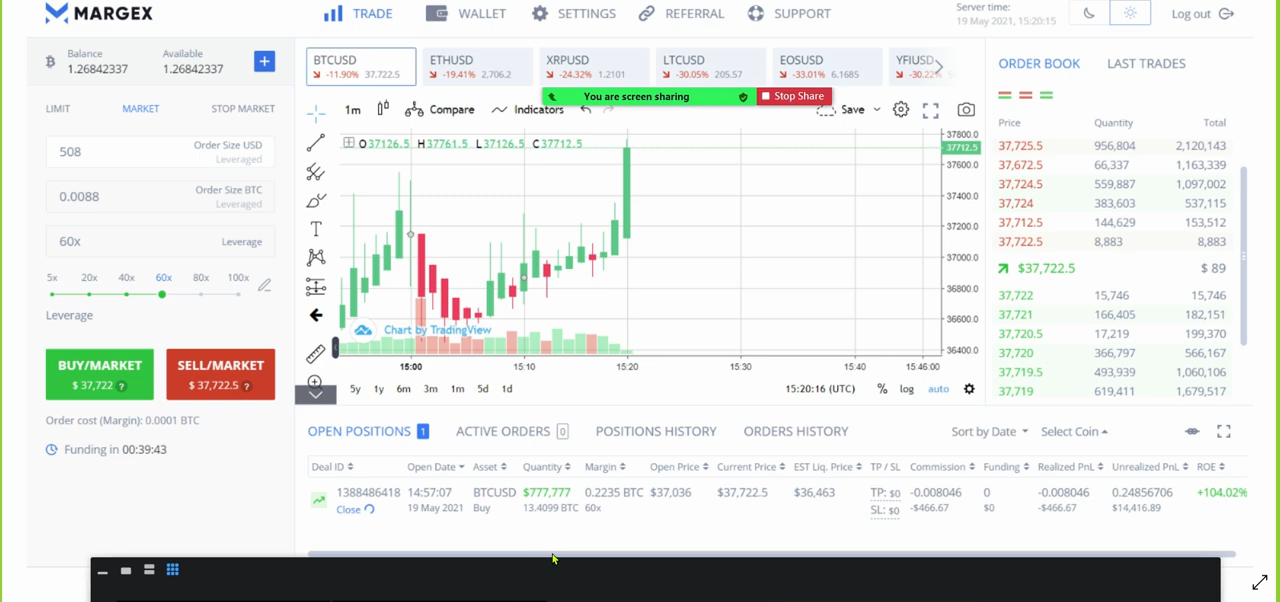 MARGEX
TRADE WALLET SETTINGS REFERRAL SUPPORT
Server time:
19 May 2021, 15:20:15
Log out
Balance
1.26842337
Available
1.26842337
+
LIMIT MARKET STOP MARKET
508 Order Size USD
Leveraged
0.0088 Order Size BTC
Leveraged
60x Leverage
5x 20x 40x 60x 80x 100x
Leverage
BUY/MARKET
$ 37,722 ?
SELL/MARKET
$ 37,722.5 ?
Order cost (Margin): 0.0001 BTC
Funding in 00:39:43
BTCUSD
-11.90% 37,722.5
ETHUSD
-19.41% 2,706.2
XRPUSD
-24.32% 1.2101
LTCUSD
-30.05% 205.57
EOSUSD
-33.01% 6.1685
YFIUSD
-30.22%
You are screen sharing Stop Share
1m Compare Indicators Save
O37126.5 H37761.5 L37126.5 C37712.5
37800.0
37712.5
37600.0
37400.0
37200.0
37000.0
36800.0
36600.0
36400.0
Chart by TradingView
15:00 15:10 15:20 15:30 15:40 15:46:00
5y 1y 6m 3m 1m 5d 1d 15:20:16 (UTC) % log auto
ORDER BOOK LAST TRADES
Price Quantity Total
37,725.5 956,804 2,120,143
37,672.5 66,337 1,163,339
37,724.5 559,887 1,097,002
37,724 383,603 537,115
37,712.5 144,629 153,512
37,722.5 8,883 8,883
$37,722.5 $ 89
37,722 15,746 15,746
37,721 166,405 182,151
37,720.5 17,219 199,370
37,720 366,797 566,167
37,719.5 493,939 1,060,106
37,719 619,411 1,679,517
OPEN POSITIONS 1 ACTIVE ORDERS 0 POSITIONS HISTORY ORDERS HISTORY Sort by Date Select Coin
Deal ID Open Date Asset Quantity Margin Open Price Current Price EST Liq. Price TP / SL Commission Funding Realized PnL Unrealized PnL ROE
1388486418 14:57:07 BTCUSD $777,777 0.2235 BTC $37,036 $37,722.5 $36,463 TP: $0 -0.008046 0 -0.008046 0.24856706 +104.02%
Close 19 May 2021 Buy 13.4099 BTC 60x SL: $0 -$466.67 $0 -$466.67 $14,416.89